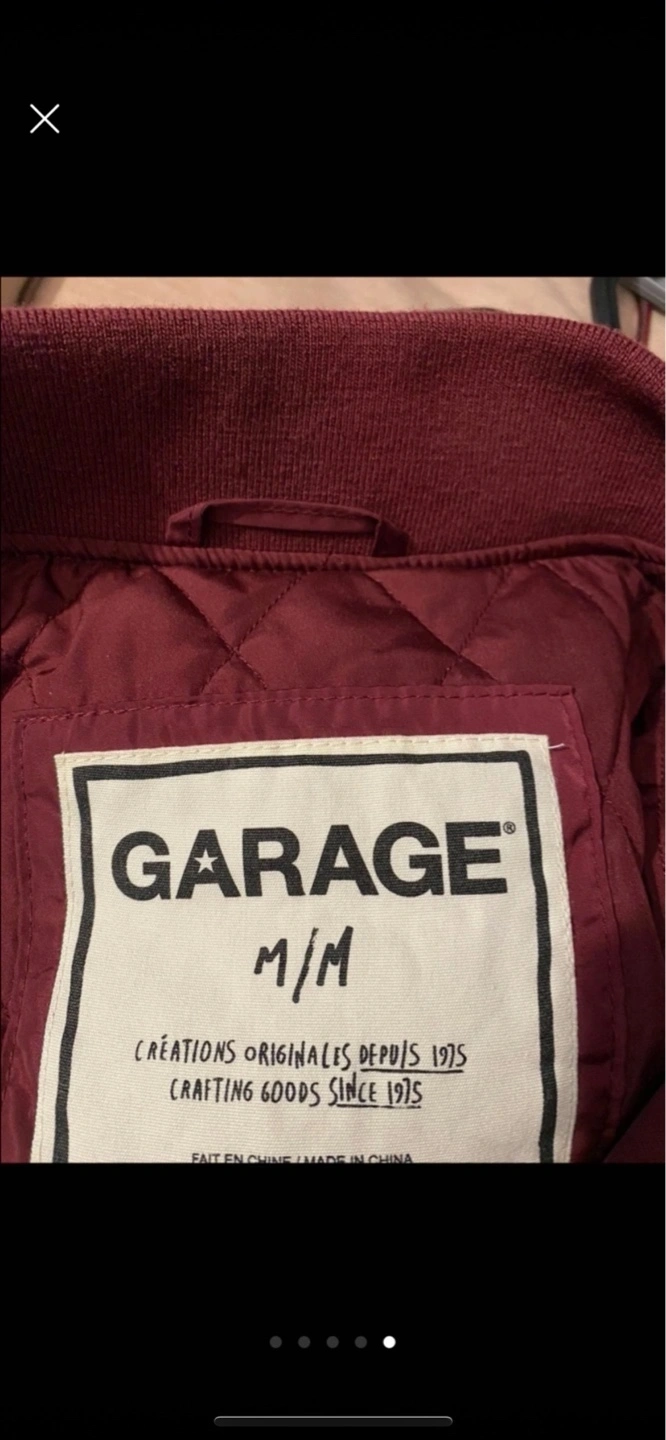 GARAGE®
M/M
CRÉATIONS ORIGINALES DEPUIS 1975
CRAFTING GOODS SINCE 1975
FAIT EN CHINE / MADE IN CHINA